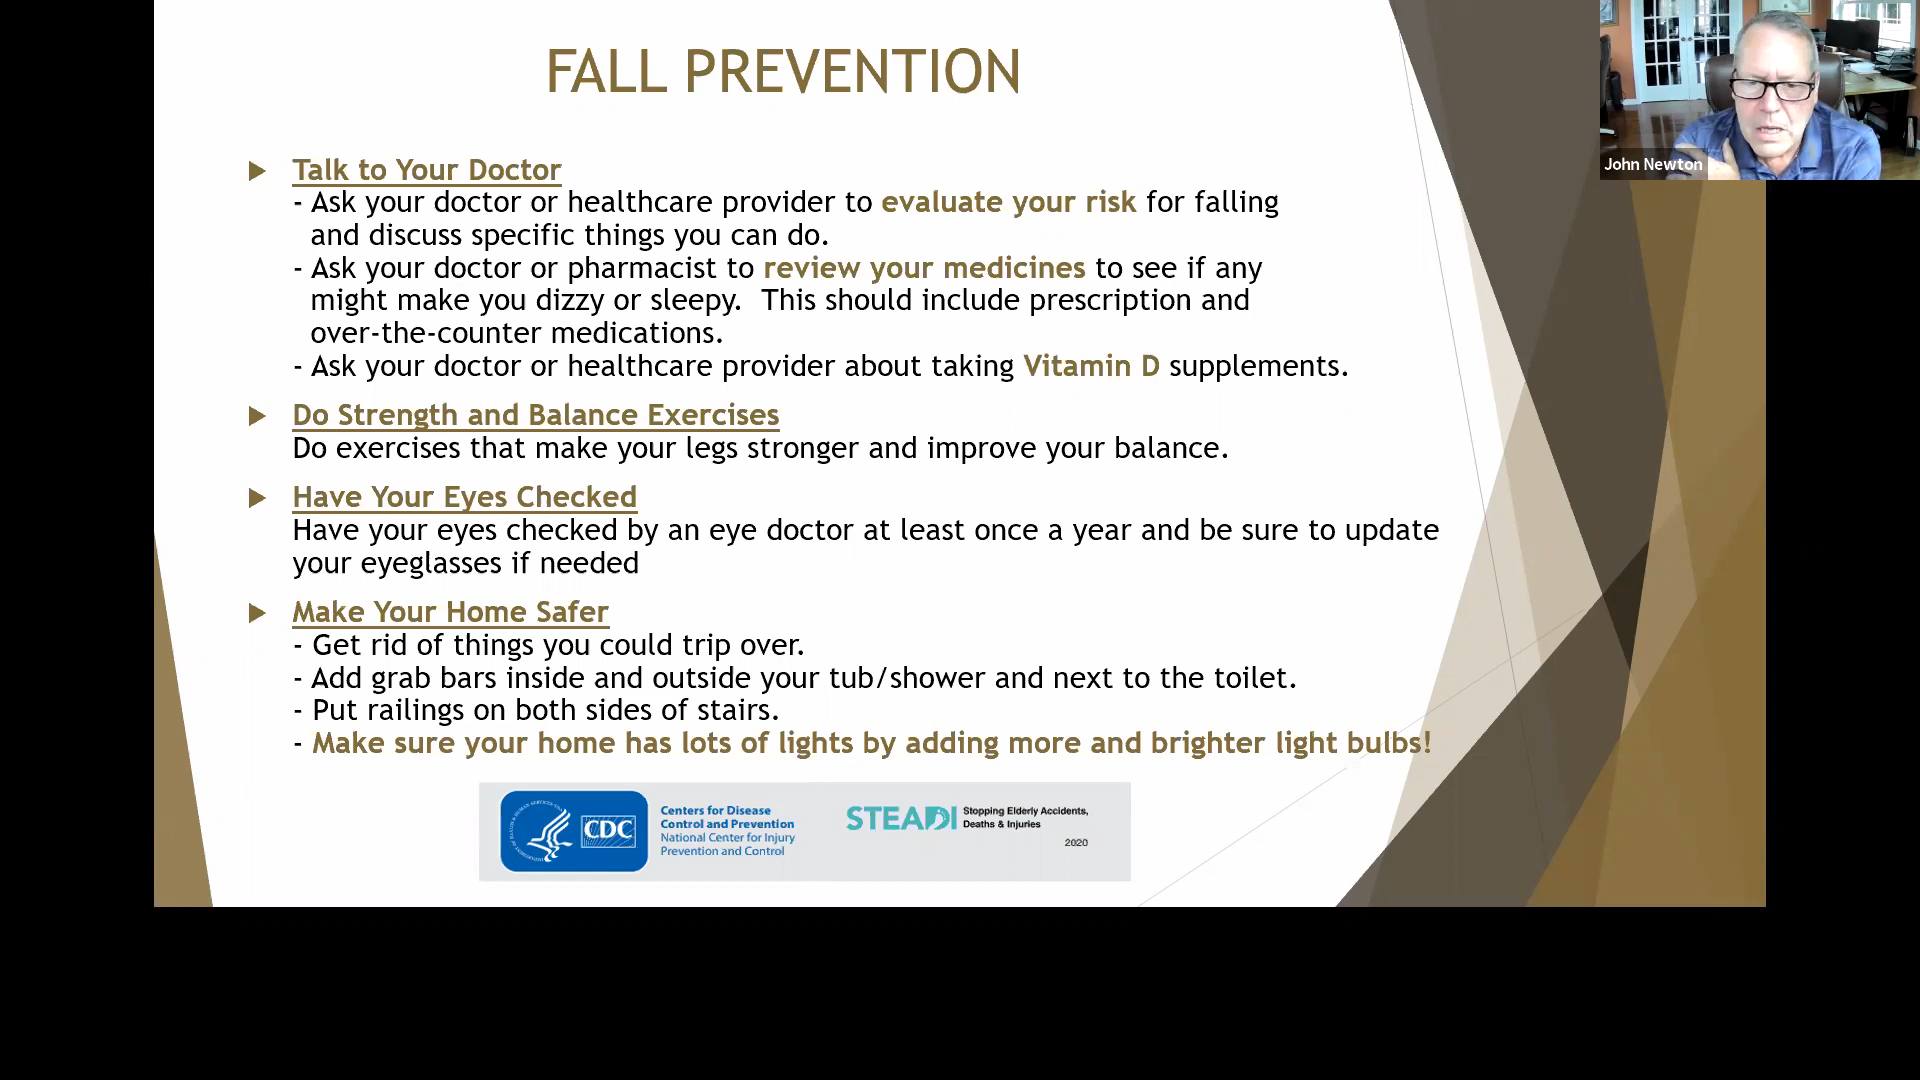 FALL PREVENTION
Talk to Your Doctor
- Ask your doctor or healthcare provider to evaluate your risk for falling
and discuss specific things you can do.
- Ask your doctor or pharmacist to review your medicines to see if any
might make you dizzy or sleepy. This should include prescription and
over-the-counter medications.
- Ask your doctor or healthcare provider about taking Vitamin D supplements.
Do Strength and Balance Exercises
Do exercises that make your legs stronger and improve your balance.
Have Your Eyes Checked
Have your eyes checked by an eye doctor at least once a year and be sure to update
your eyeglasses if needed
Make Your Home Safer
- Get rid of things you could trip over.
- Add grab bars inside and outside your tub/shower and next to the toilet.
- Put railings on both sides of stairs.
- Make sure your home has lots of lights by adding more and brighter light bulbs!
CDC
Centers for Disease
Control and Prevention
National Center for Injury
Prevention and Control
STEADI
Stopping Elderly Accidents,
Deaths & Injuries
2020
John Newton